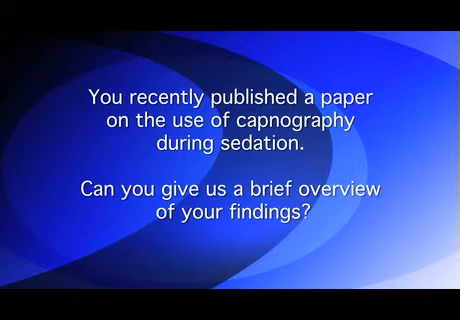 You recently published a paper
on the use of capnography
during sedation.
Can you give us a brief overview
of your findings?